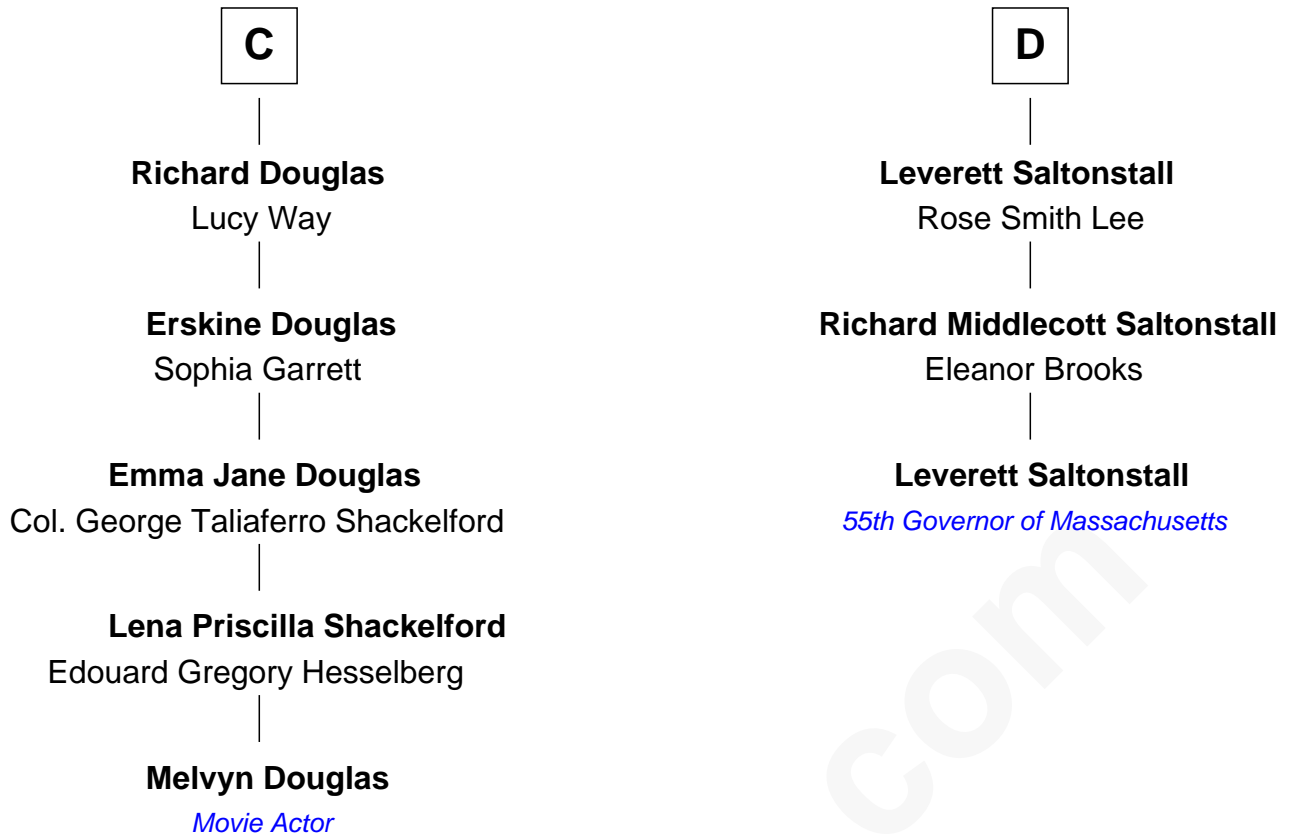 C
Richard Douglas
Lucy Way
Erskine Douglas
Sophia Garrett
Emma Jane Douglas
Col. George Taliaferro Shackelford
Lena Priscilla Shackelford
Edouard Gregory Hesselberg
Melvyn Douglas
Movie Actor
D
Leverett Saltonstall
Rose Smith Lee
Richard Middlecott Saltonstall
Eleanor Brooks
Leverett Saltonstall
55th Governor of Massachusetts
com